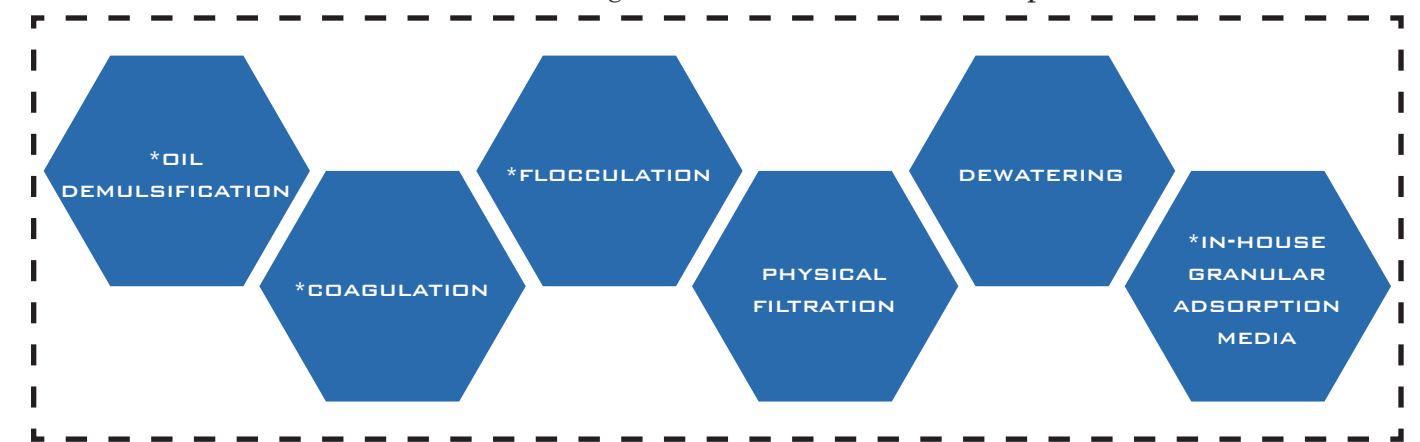 *OIL
DEMULSIFICATION
*COAGULATION
*FLOCCULATION
PHYSICAL
FILTRATION
DEWATERING
*IN-HOUSE
GRANULAR
ADSORPTION
MEDIA